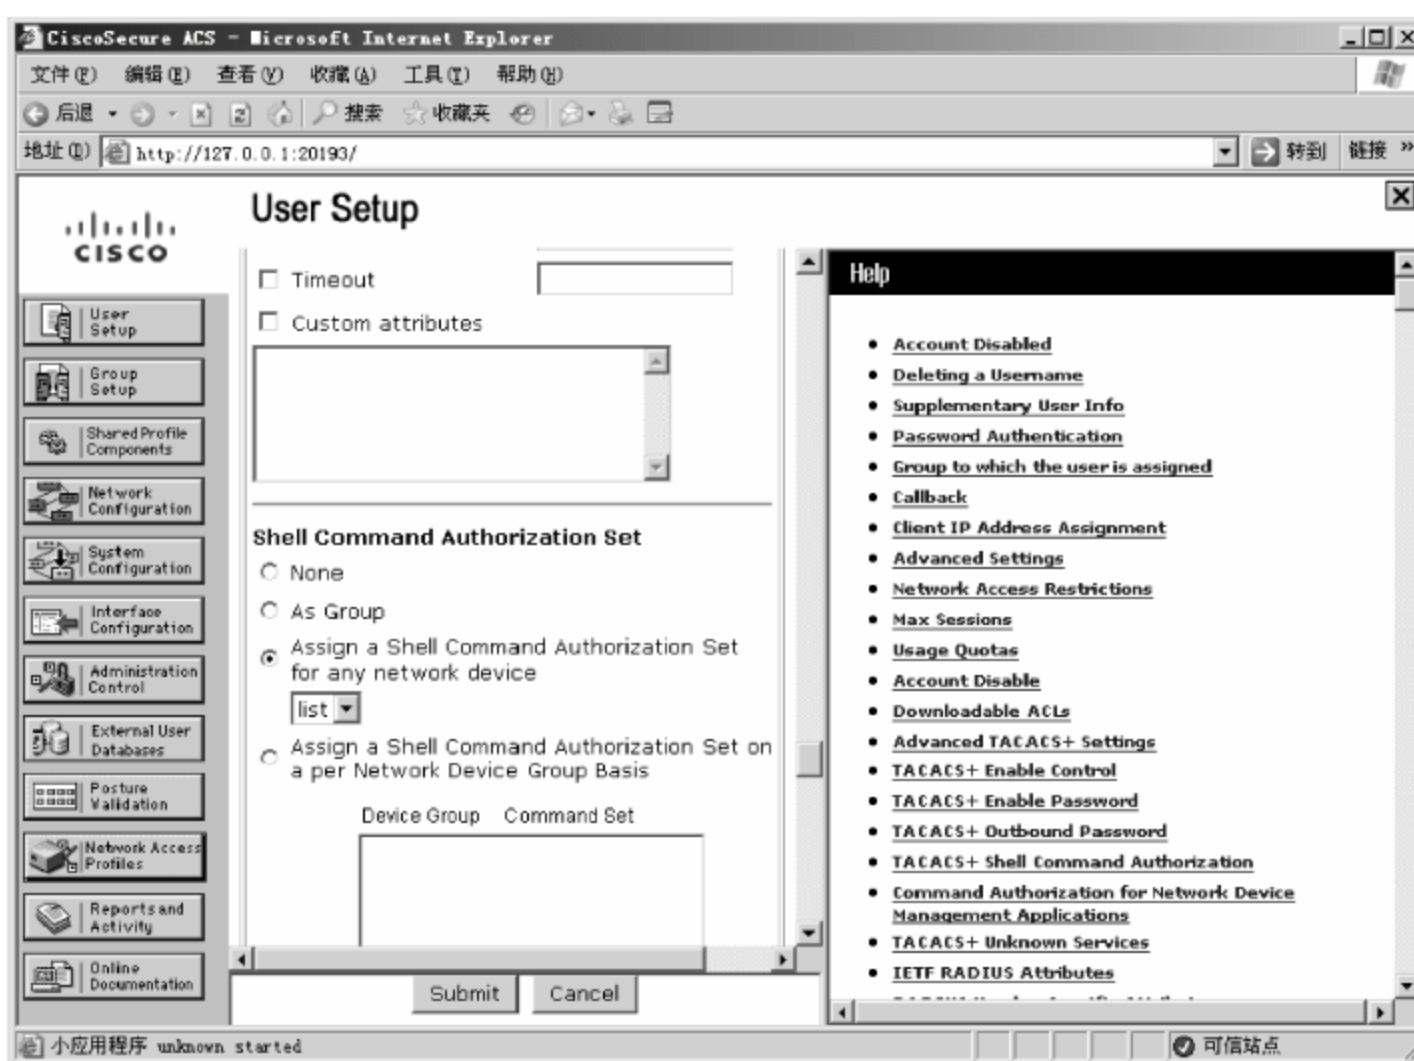 CiscoSecure ACS - Microsoft Internet Explorer
文件(F) 编辑(E) 查看(V) 收藏(A) 工具(T) 帮助(H)
后退 搜索 收藏夹
地址(D) http://127.0.0.1:20193/ 转到 链接 »
CISCO
User Setup
User
Setup
Group
Setup
Shared Profile
Components
Network
Configuration
System
Configuration
Interface
Configuration
Administration
Control
External User
Databases
Posture
Validation
Network Access
Profiles
Reports and
Activity
Online
Documentation
Timeout
Custom attributes
Shell Command Authorization Set
None
As Group
Assign a Shell Command Authorization Set
for any network device
list
Assign a Shell Command Authorization Set on
a per Network Device Group Basis
Device Group Command Set
Submit Cancel
Help
• Account Disabled
• Deleting a Username
• Supplementary User Info
• Password Authentication
• Group to which the user is assigned
• Callback
• Client IP Address Assignment
• Advanced Settings
• Network Access Restrictions
• Max Sessions
• Usage Quotas
• Account Disable
• Downloadable ACLs
• Advanced TACACS+ Settings
• TACACS+ Enable Control
• TACACS+ Enable Password
• TACACS+ Outbound Password
• TACACS+ Shell Command Authorization
• Command Authorization for Network Device
Management Applications
• TACACS+ Unknown Services
• IETF RADIUS Attributes
小应用程序 unknown started 可信站点